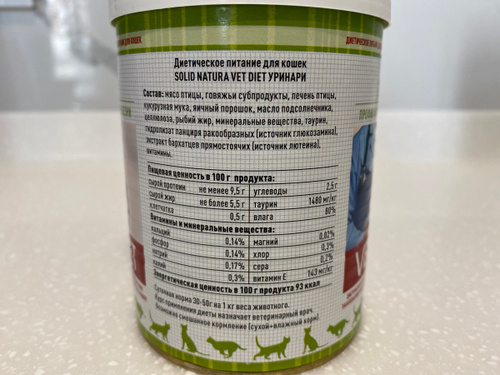 Диетическое питание для кошек
SOLID NATURA VET DIET УРИНАРИ
Состав: мясо птицы, говяжьи субпродукты, печень птицы,
кукурузная мука, яичный порошок, масло подсолнечника,
целлюлоза, рыбий жир, минеральные вещества, таурин,
гидролизат панциря ракообразных (источник глюкозамина),
экстракт бархатцев прямостоячих (источник лютеина),
витамины.
Пищевая ценность в 100 г продукта:
сырой протеин не менее 9,5 г углеводы 2,5 г
сырой жир не более 5,5 г таурин 1480 мг/кг
клетчатка 0,5 г влага 80%
Витамины и минеральные вещества:
кальций 0,14% магний 0,02%
фосфор 0,14% хлор 0,3%
натрий 0,17% сера 0,2%
калий 0,3% витамин Е 143 мг/кг
Энергетическая ценность в 100 г продукта 93 ккал
Суточная норма 30-50г на 1 кг веса животного.
Курс применения диеты назначает ветеринарный врач.
Возможно смешанное кормление (сухой+влажный корм).